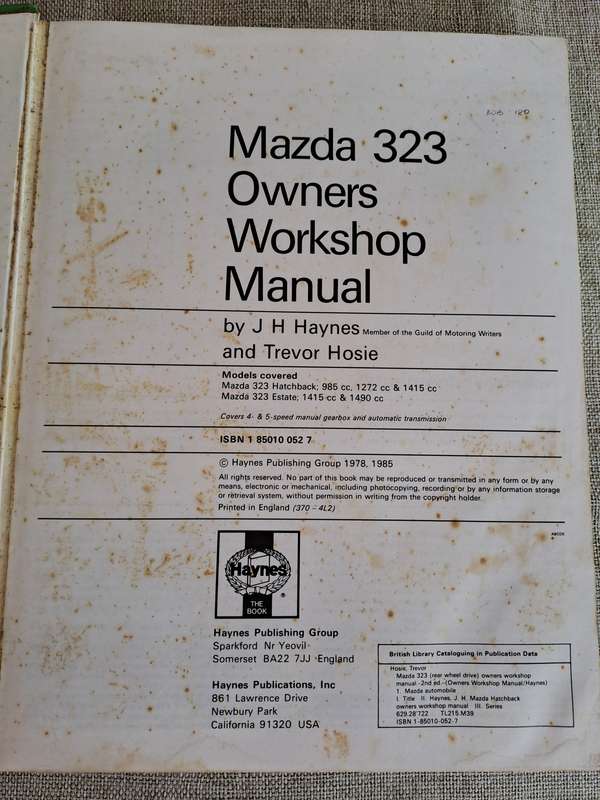 Mazda 323
Owners
Workshop
Manual
by J H Haynes Member of the Guild of Motoring Writers
and Trevor Hosie
Models covered
Mazda 323 Hatchback; 985 cc, 1272 cc & 1415 cc
Mazda 323 Estate; 1415 cc & 1490 cc
Covers 4- & 5-speed manual gearbox and automatic transmission
ISBN 1 85010 052 7
© Haynes Publishing Group 1978, 1985
All rights reserved. No part of this book may be reproduced or transmitted in any form or by any
means, electronic or mechanical, including photocopying, recording or by any information storage
or retrieval system, without permission in writing from the copyright holder.
Printed in England (370 - 4L2)
Haynes
®
THE
BOOK
Haynes Publishing Group
Sparkford Nr Yeovil
Somerset BA22 7JJ England
Haynes Publications, Inc
861 Lawrence Drive
Newbury Park
California 91320 USA
British Library Cataloguing in Publication Data
Hosie, Trevor
Mazda 323 (rear wheel drive) owners workshop
manual.-2nd ed.-(Owners Workshop Manual/Haynes)
1. Mazda automobile
I. Title II. Haynes, J. H. Mazda Hatchback
owners workshop manual III. Series
629.28'722 TL215.M39
ISBN 1-85010-052-7